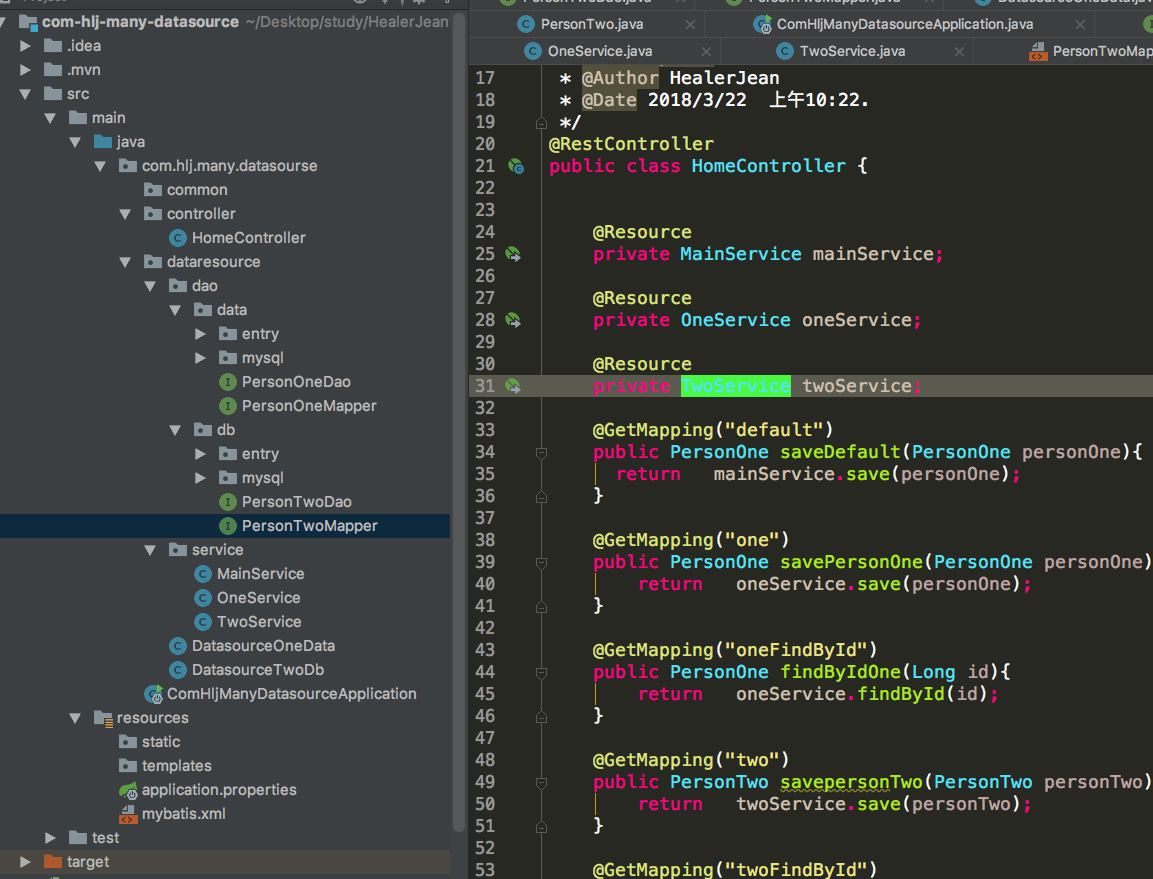 com-hlj-many-datasource ~/Desktop/study/HealerJean
.idea
.mvn
src
main
java
com.hlj.many.datasourse
common
controller
HomeController
dataresource
dao
data
entry
mysql
PersonOneDao
PersonOneMapper
db
entry
mysql
PersonTwoDao
PersonTwoMapper
service
MainService
OneService
TwoService
DatasourceOneData
DatasourceTwoDb
ComHljManyDatasourceApplication
resources
static
templates
application.properties
mybatis.xml
test
target
PersonTwo.java
ComHljManyDatasourceApplication.java
OneService.java
TwoService.java
PersonTwoMap
17 * @Author HealerJean
18 * @Date 2018/3/22 上午10:22.
19 */
20 @RestController
21 public class HomeController {
22
23
24 @Resource
25 private MainService mainService;
26
27 @Resource
28 private OneService oneService;
29
30 @Resource
31 private TwoService twoService;
32
33 @GetMapping("default")
34 public PersonOne saveDefault(PersonOne personOne){
35 return mainService.save(personOne);
36 }
37
38 @GetMapping("one")
39 public PersonOne savePersonOne(PersonOne personOne)
40 return oneService.save(personOne);
41 }
42
43 @GetMapping("oneFindById")
44 public PersonOne findByIdOne(Long id){
45 return oneService.findById(id);
46 }
47
48 @GetMapping("two")
49 public PersonTwo savepersonTwo(PersonTwo personTwo)
50 return twoService.save(personTwo);
51 }
52
53 @GetMapping("twoFindById")